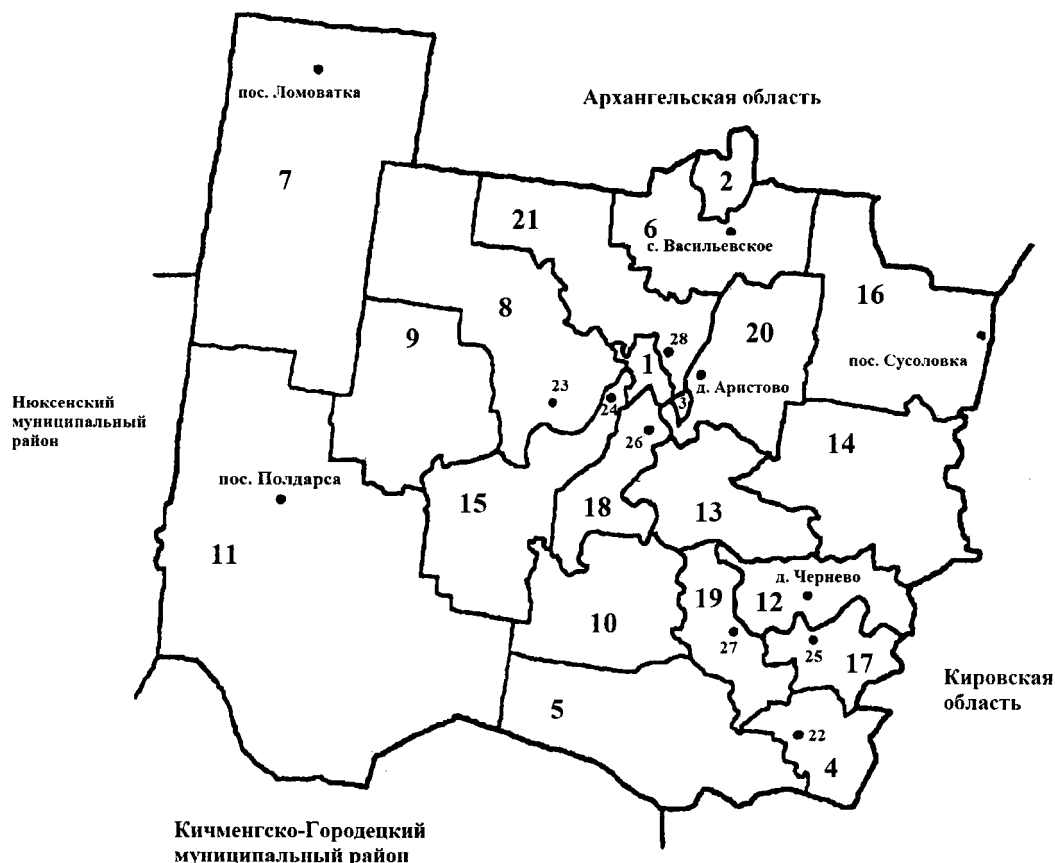 пос. Ломоватка
Архангельская область
7
2
21
6
с. Васильевское
16
8
9
20
28
1
пос. Сусоловка
д. Аристово
23
24
3
Нюксенский
муниципальный
район
26
14
пос. Полдарса
15
18
13
11
д. Чернево
19
12
10
27
25
17
Кировская
область
5
22
4
Кичменгско-Городецкий
муниципальный район